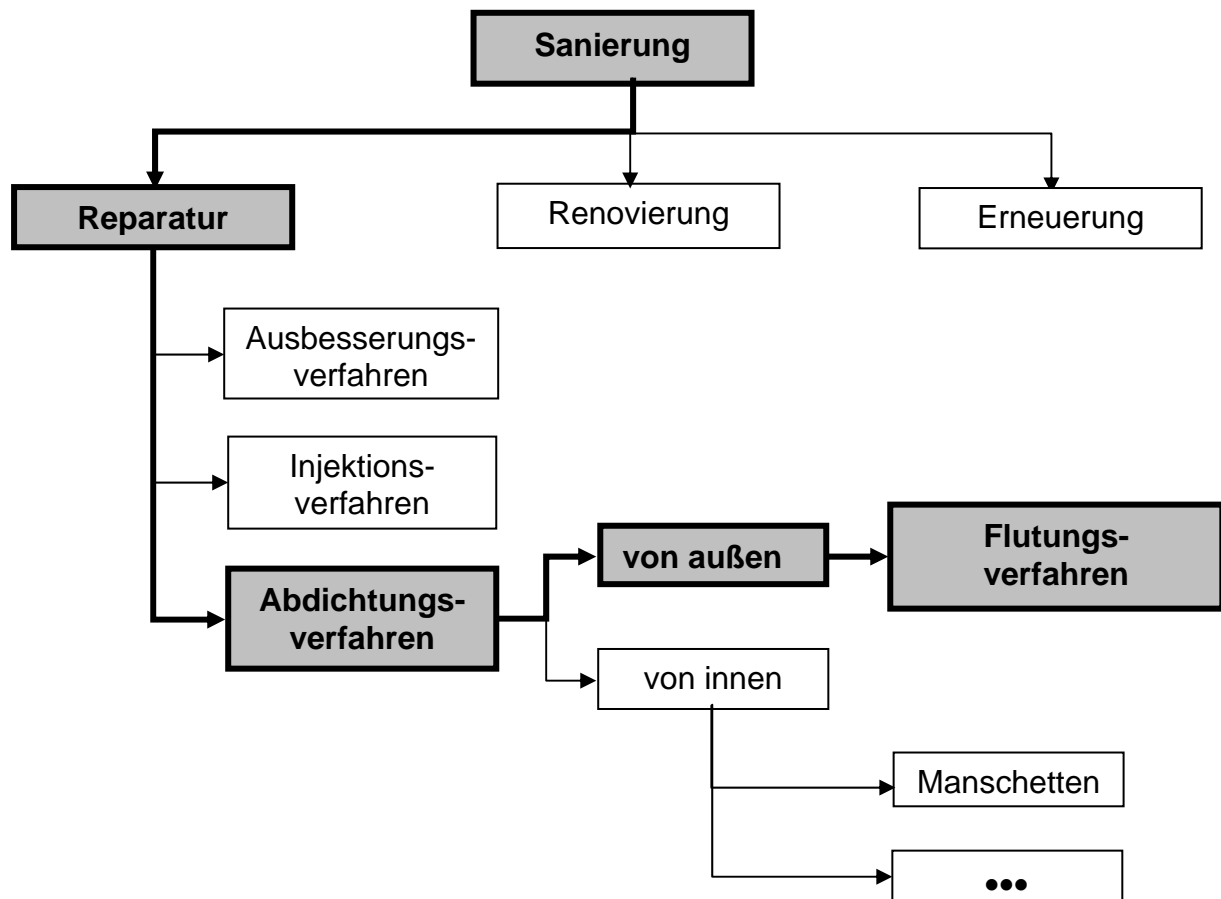 Sanierung
Reparatur
Renovierung
Erneuerung
Ausbesserungs-
verfahren
Injektions-
verfahren
Abdichtungs-
verfahren
von außen
Flutungs-
verfahren
von innen
Manschetten
•••